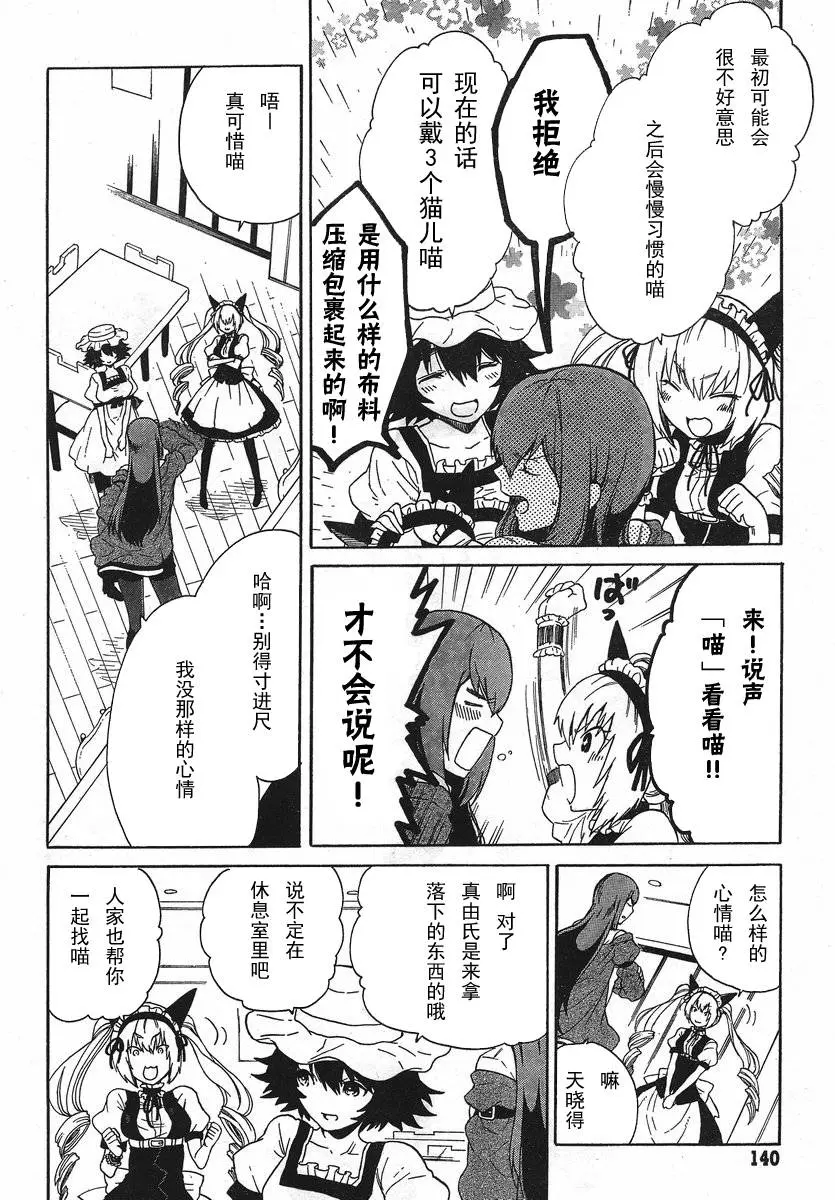 最初可能会
很不好意思
之后会慢慢习惯的喵
我拒绝
现在的话
可以戴3个猫儿喵
是用什么样的布料
压缩包裹起来的啊！
唔—
真可惜喵
来！说声
「喵」看看喵!!
ばっ
才不会说呢！
哈啊…别得寸进尺
我没那样的心情
怎么样的
心情喵?
嘛
天晓得
啊 对了
真由氏是来拿
落下的东西的哦
说不定在
休息室里吧
人家也帮你
一起找喵
140